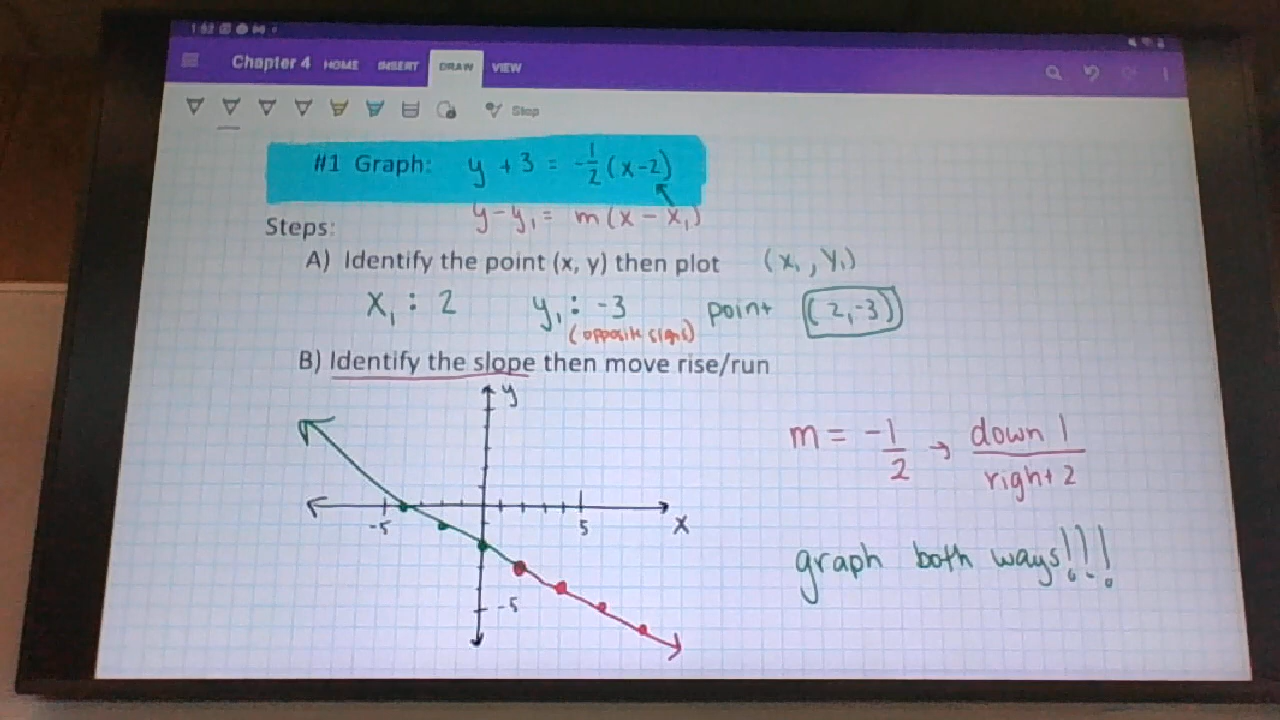 Chapter 4 HOME INSERT DRAW VIEW
Stop
#1 Graph: y + 3 = -1/2 (x-2)
y-y₁ = m(x - x₁)
Steps:
A) Identify the point (x, y) then plot (x₁, y₁)
x₁ : 2 y₁ : -3 point (2,-3)
(opposite signs)
B) Identify the slope then move rise/run
y
m = -1/2 → down 1/right 2
-5 5 x
graph both ways!!!
-5